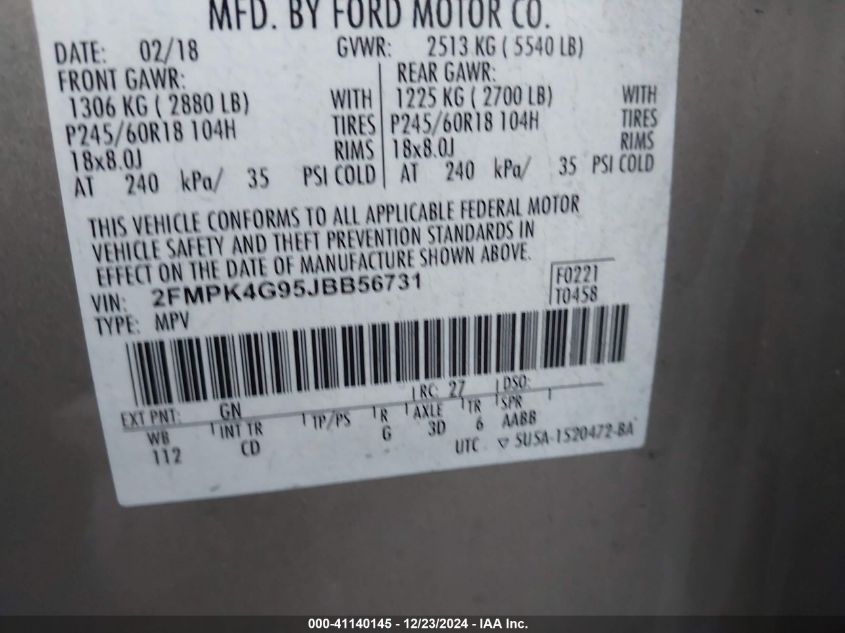 MFD. BY FORD MOTOR CO.
DATE: 02/18 GVWR: 2513 KG ( 5540 LB)
FRONT GAWR: REAR GAWR:
1306 KG ( 2880 LB) WITH 1225 KG ( 2700 LB) WITH
P245/60R18 104H TIRES P245/60R18 104H TIRES
18x8.0J RIMS 18x8.0J RIMS
AT 240 kPa/ 35 PSI COLD AT 240 kPa/ 35 PSI COLD
THIS VEHICLE CONFORMS TO ALL APPLICABLE FEDERAL MOTOR
VEHICLE SAFETY AND THEFT PREVENTION STANDARDS IN
EFFECT ON THE DATE OF MANUFACTURE SHOWN ABOVE.
VIN: 2FMPK4G95JBB56731 F0221
TYPE: MPV T0458
EXT PNT: GN RC: 27 DSO:
WB INT TR TP/PS R AXLE TR SPR
112 CD G 3D 6 AABB
UTC ▽ 5U5A-1520472-BA
000-41140145 - 12/23/2024 - IAA Inc.